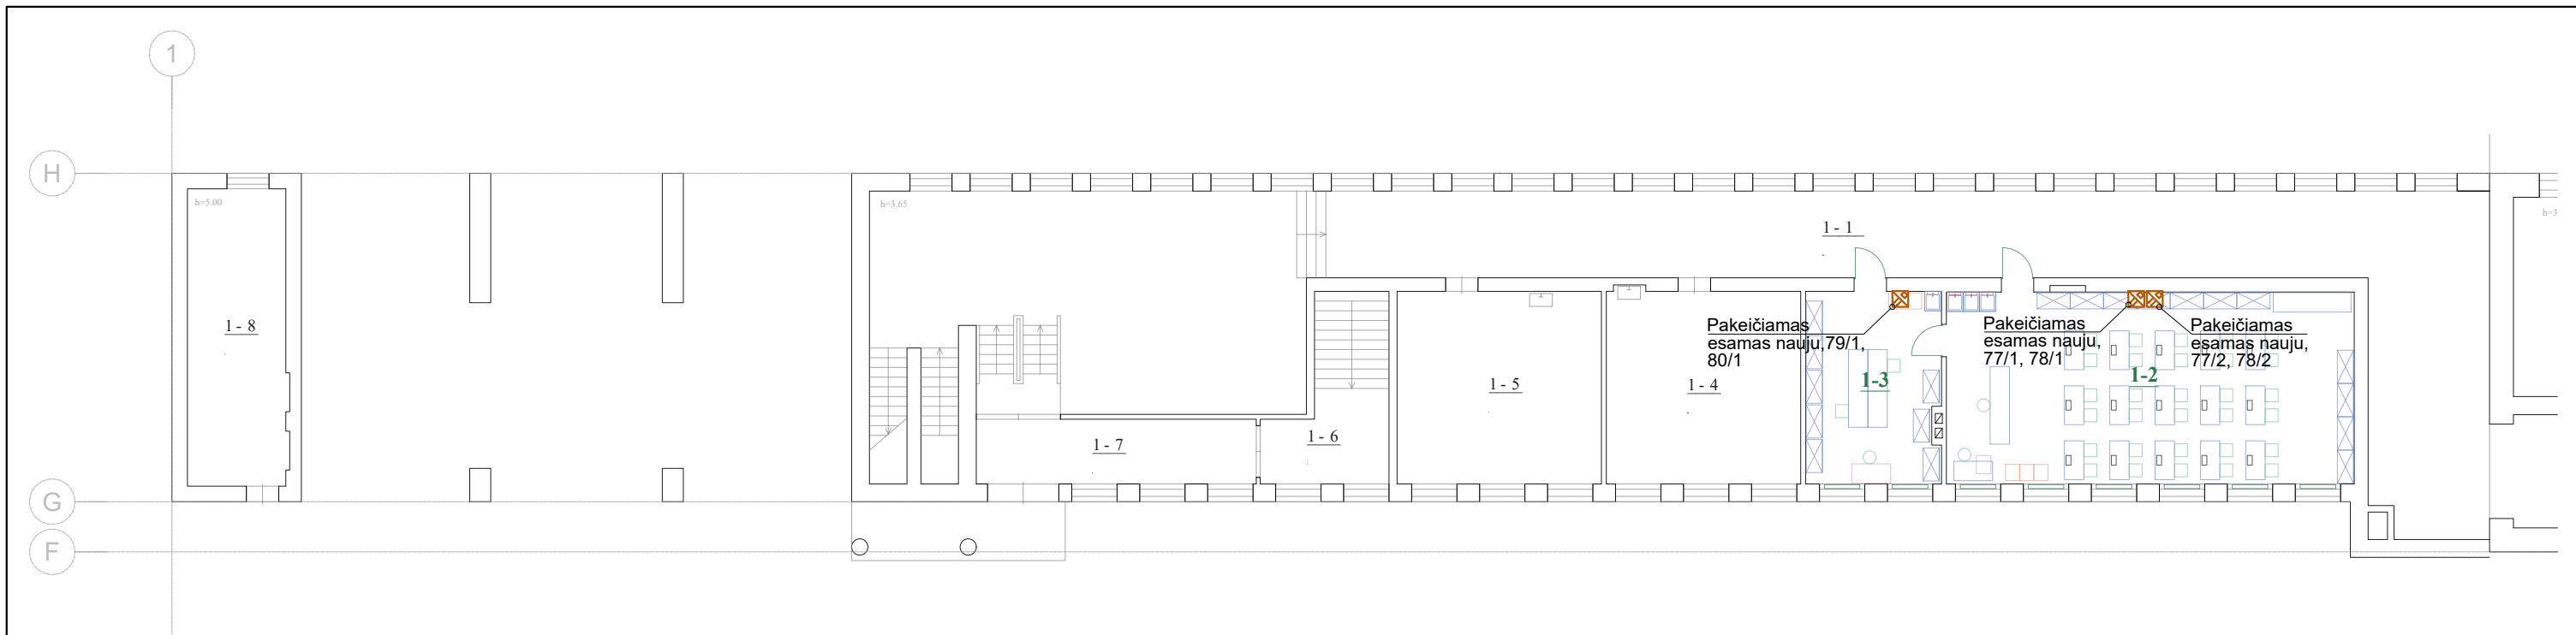 1
H
h=5.00
h=3.65
h=3
1 - 1
1 - 8
Pakeičiamas
esamas nauju,79/1,
80/1
Pakeičiamas
esamas nauju,
77/1, 78/1
Pakeičiamas
esamas nauju,
77/2, 78/2
1 - 5
1 - 4
1-3
1-2
1 - 7
1 - 6
G
F